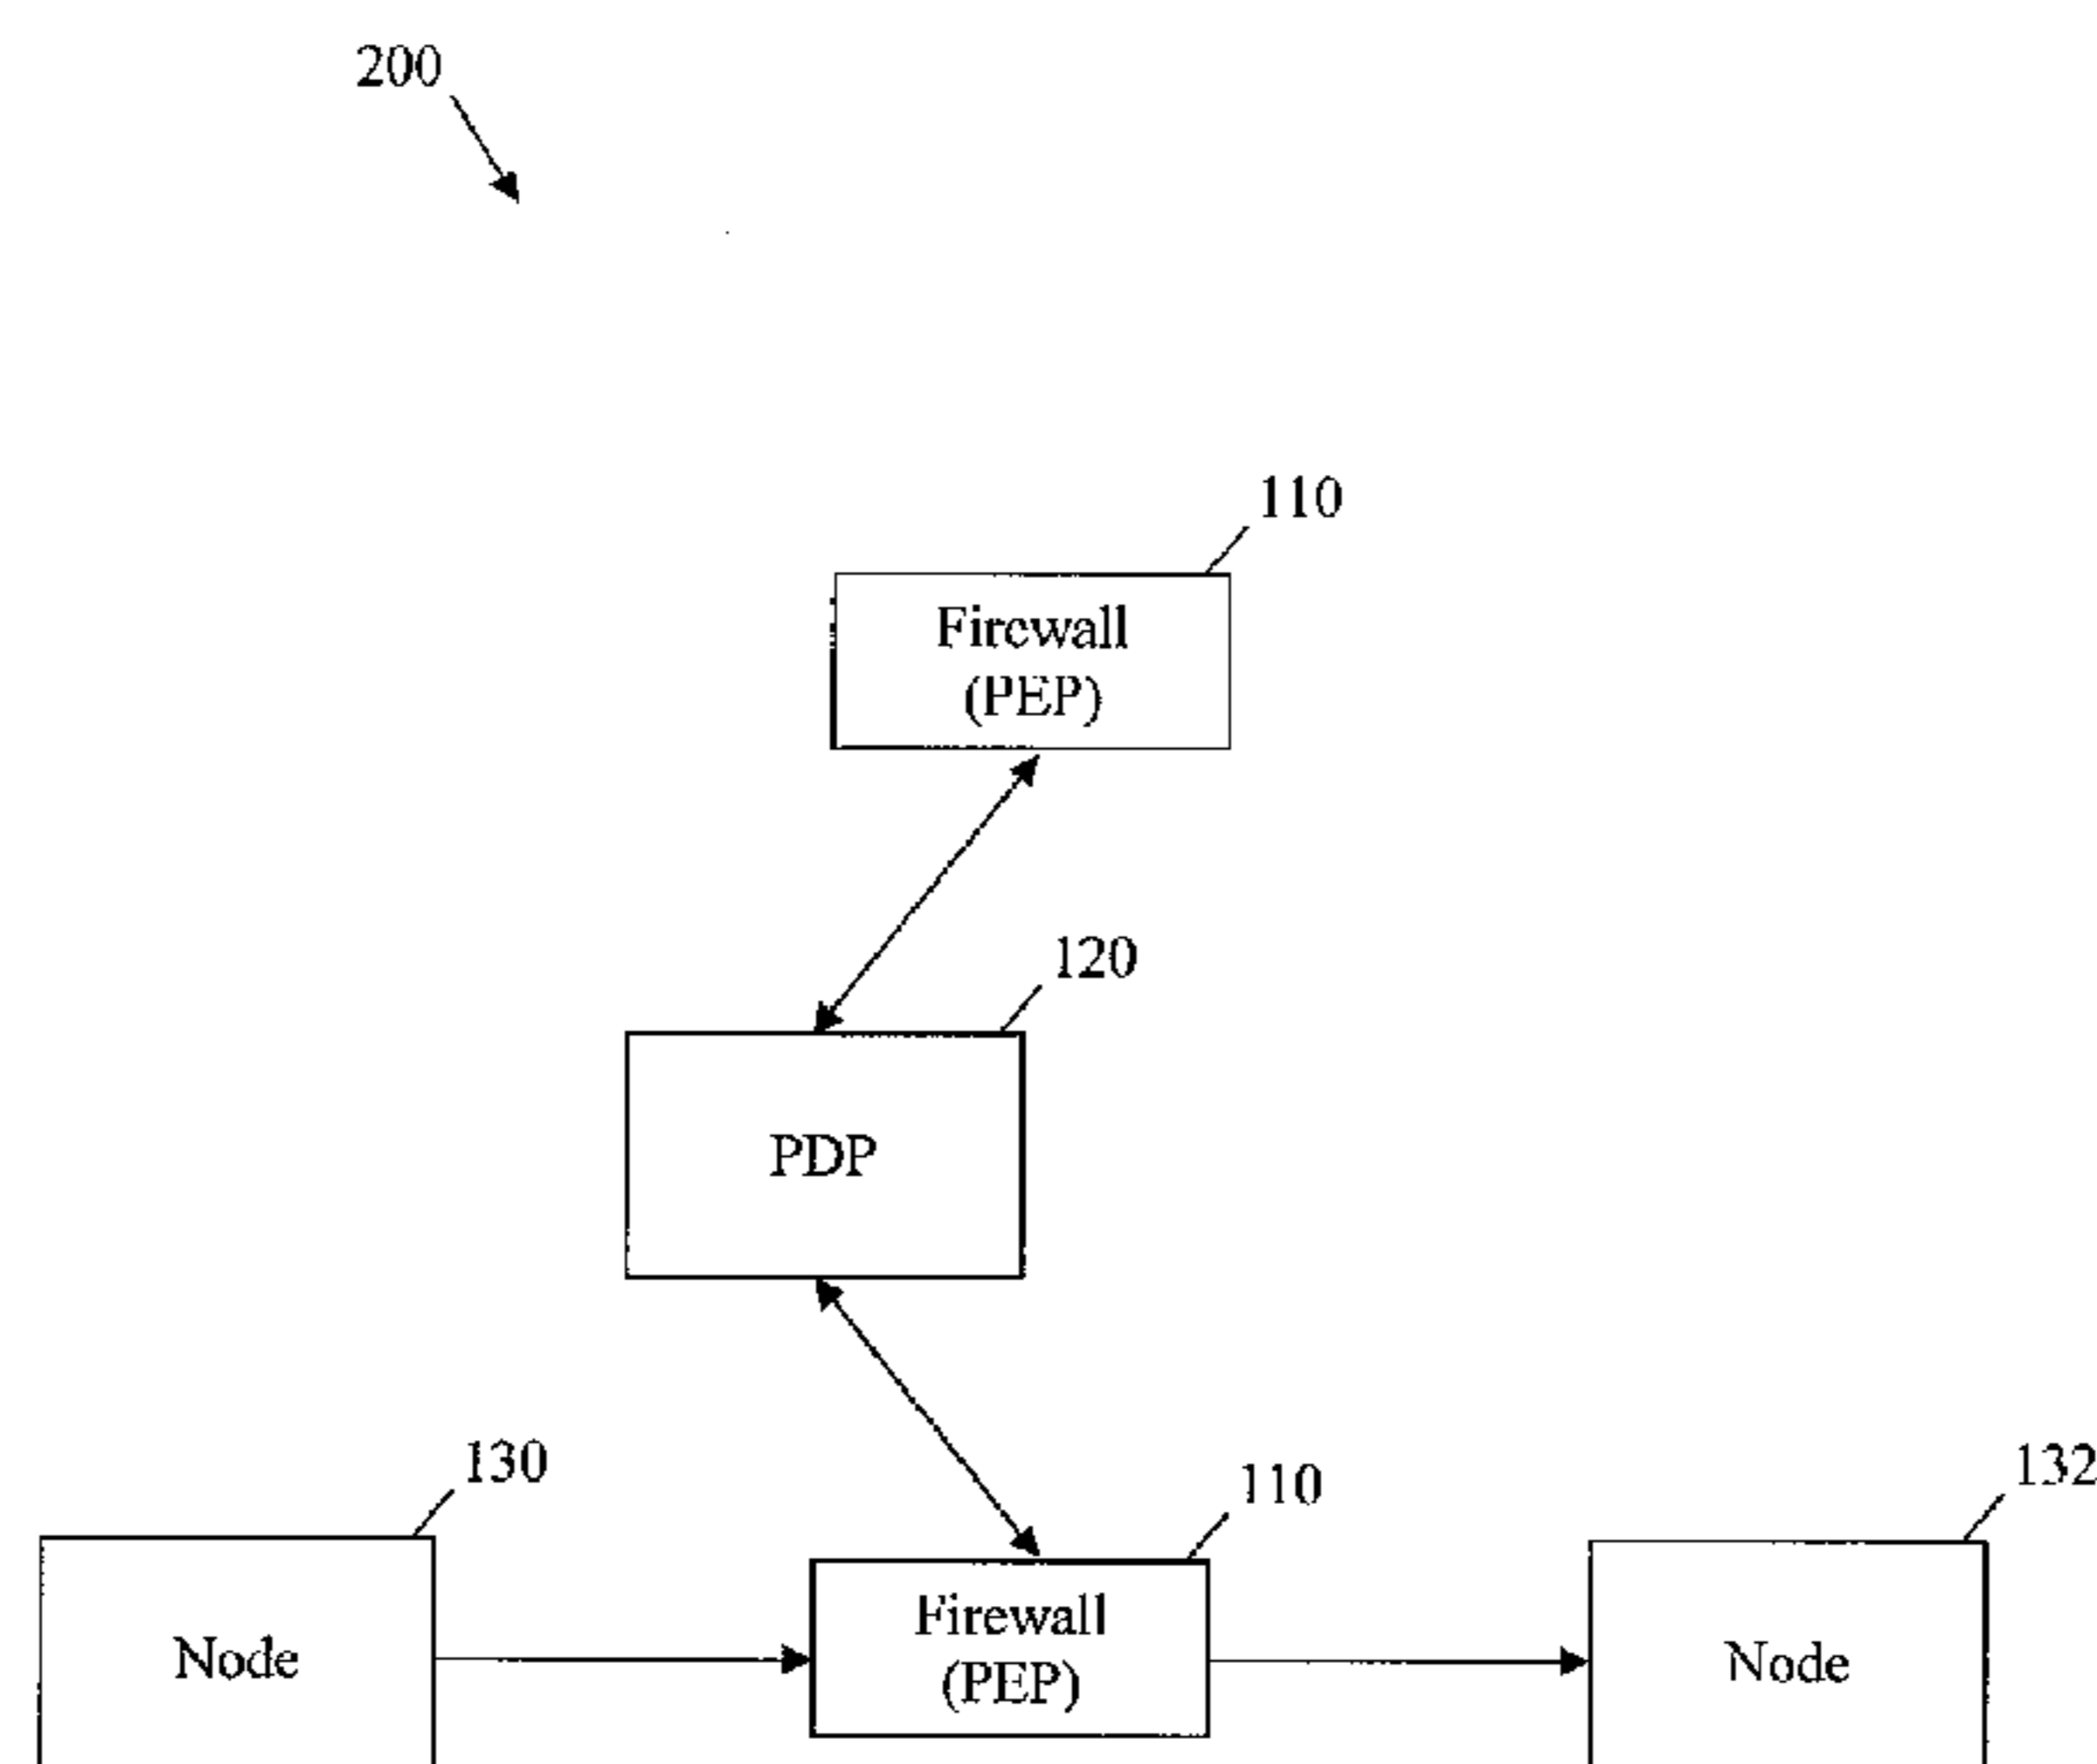 200
110
Firewall
(PEP)
120
PDP
130
110
132
Node
Firewall
(PEP)
Node